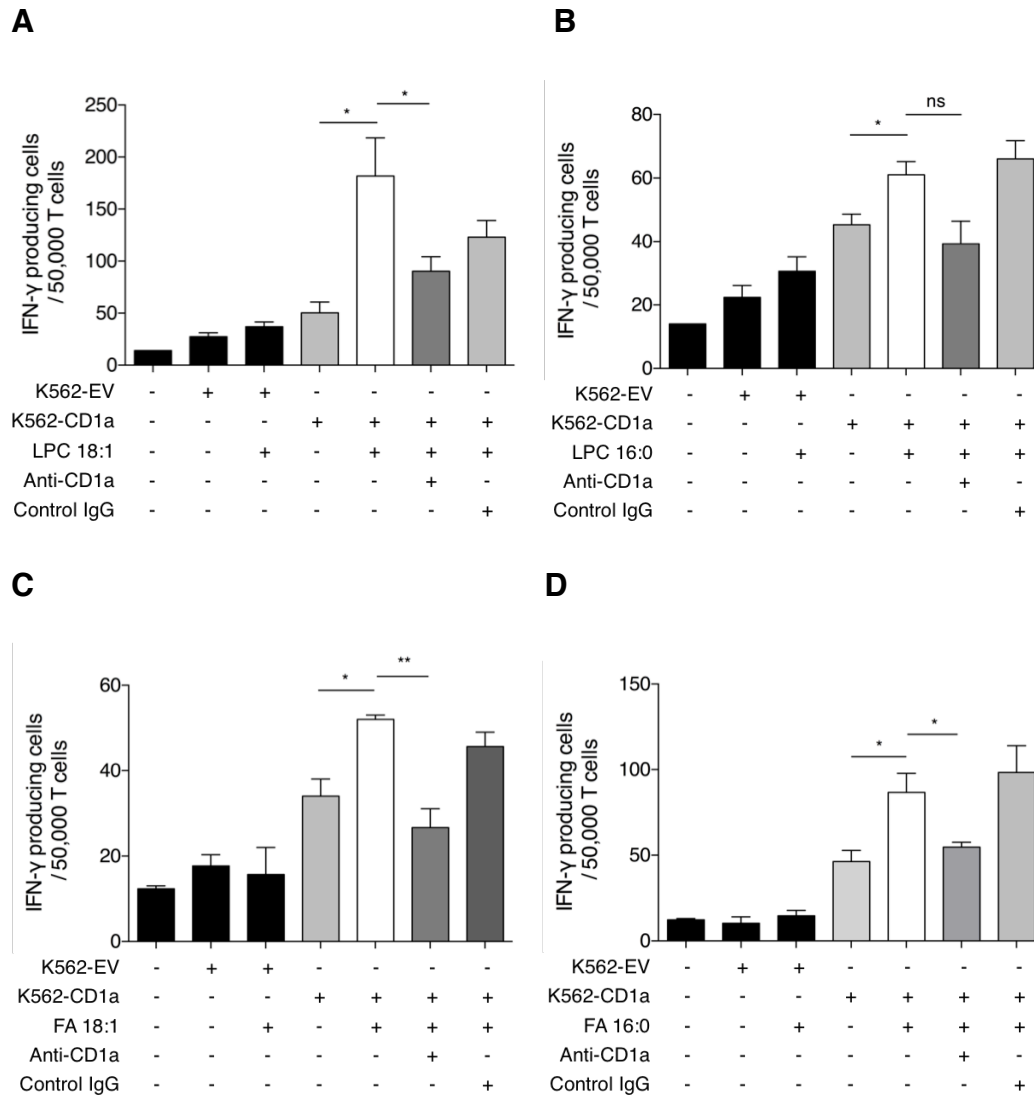 A
IFN-γ producing cells
/ 50,000 T cells
250
200
150
100
50
0
*
*
K562-EV - + + - - - -
K562-CD1a - - - + + + +
LPC 18:1 - - + - + + +
Anti-CD1a - - - - - + -
Control IgG - - - - - - +
B
IFN-γ producing cells
/ 50,000 T cells
80
60
40
20
0
*
ns
K562-EV - + + - - - -
K562-CD1a - - - + + + +
LPC 16:0 - - + - + + +
Anti-CD1a - - - - - + -
Control IgG - - - - - - +
C
IFN-γ producing cells
/ 50,000 T cells
60
40
20
0
*
**
K562-EV - + + - - - -
K562-CD1a - - - + + + +
FA 18:1 - - + - + + +
Anti-CD1a - - - - - + -
Control IgG - - - - - - +
D
IFN-γ producing cells
/ 50,000 T cells
150
100
50
0
*
*
K562-EV - + + - - - -
K562-CD1a - - - + + + +
FA 16:0 - - + - + + +
Anti-CD1a - - - - - + -
Control IgG - - - - - - +